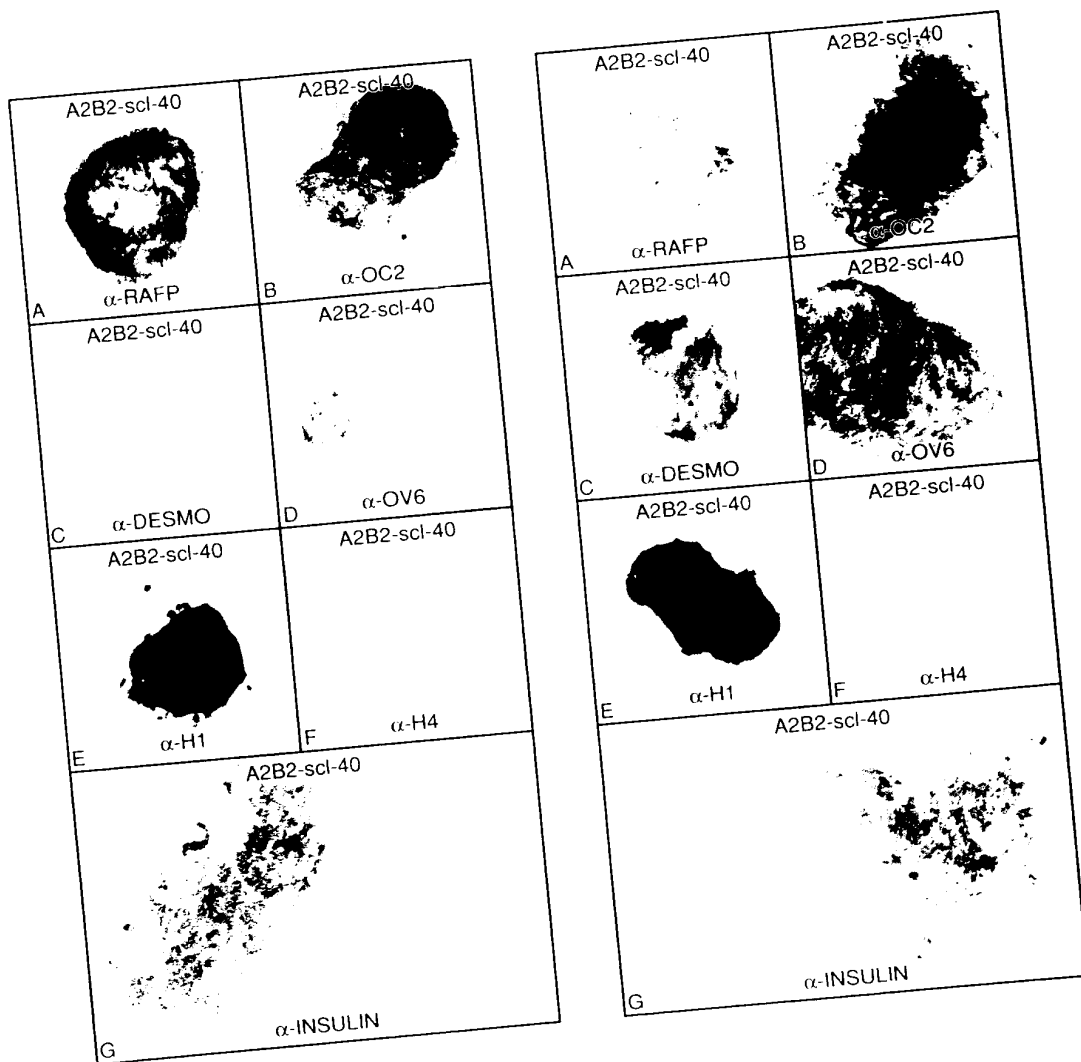 A2B2-scl-40
A
α-RAFP
A2B2-scl-40
B
α-OC2
A2B2-scl-40
C
α-DESMO
A2B2-scl-40
D
α-OV6
A2B2-scl-40
E
α-H1
A2B2-scl-40
F
α-H4
A2B2-scl-40
G
α-INSULIN
A2B2-scl-40
A
α-RAFP
A2B2-scl-40
B
α-OC2
A2B2-scl-40
C
α-DESMO
A2B2-scl-40
D
α-OV6
A2B2-scl-40
E
α-H1
A2B2-scl-40
F
α-H4
A2B2-scl-40
G
α-INSULIN